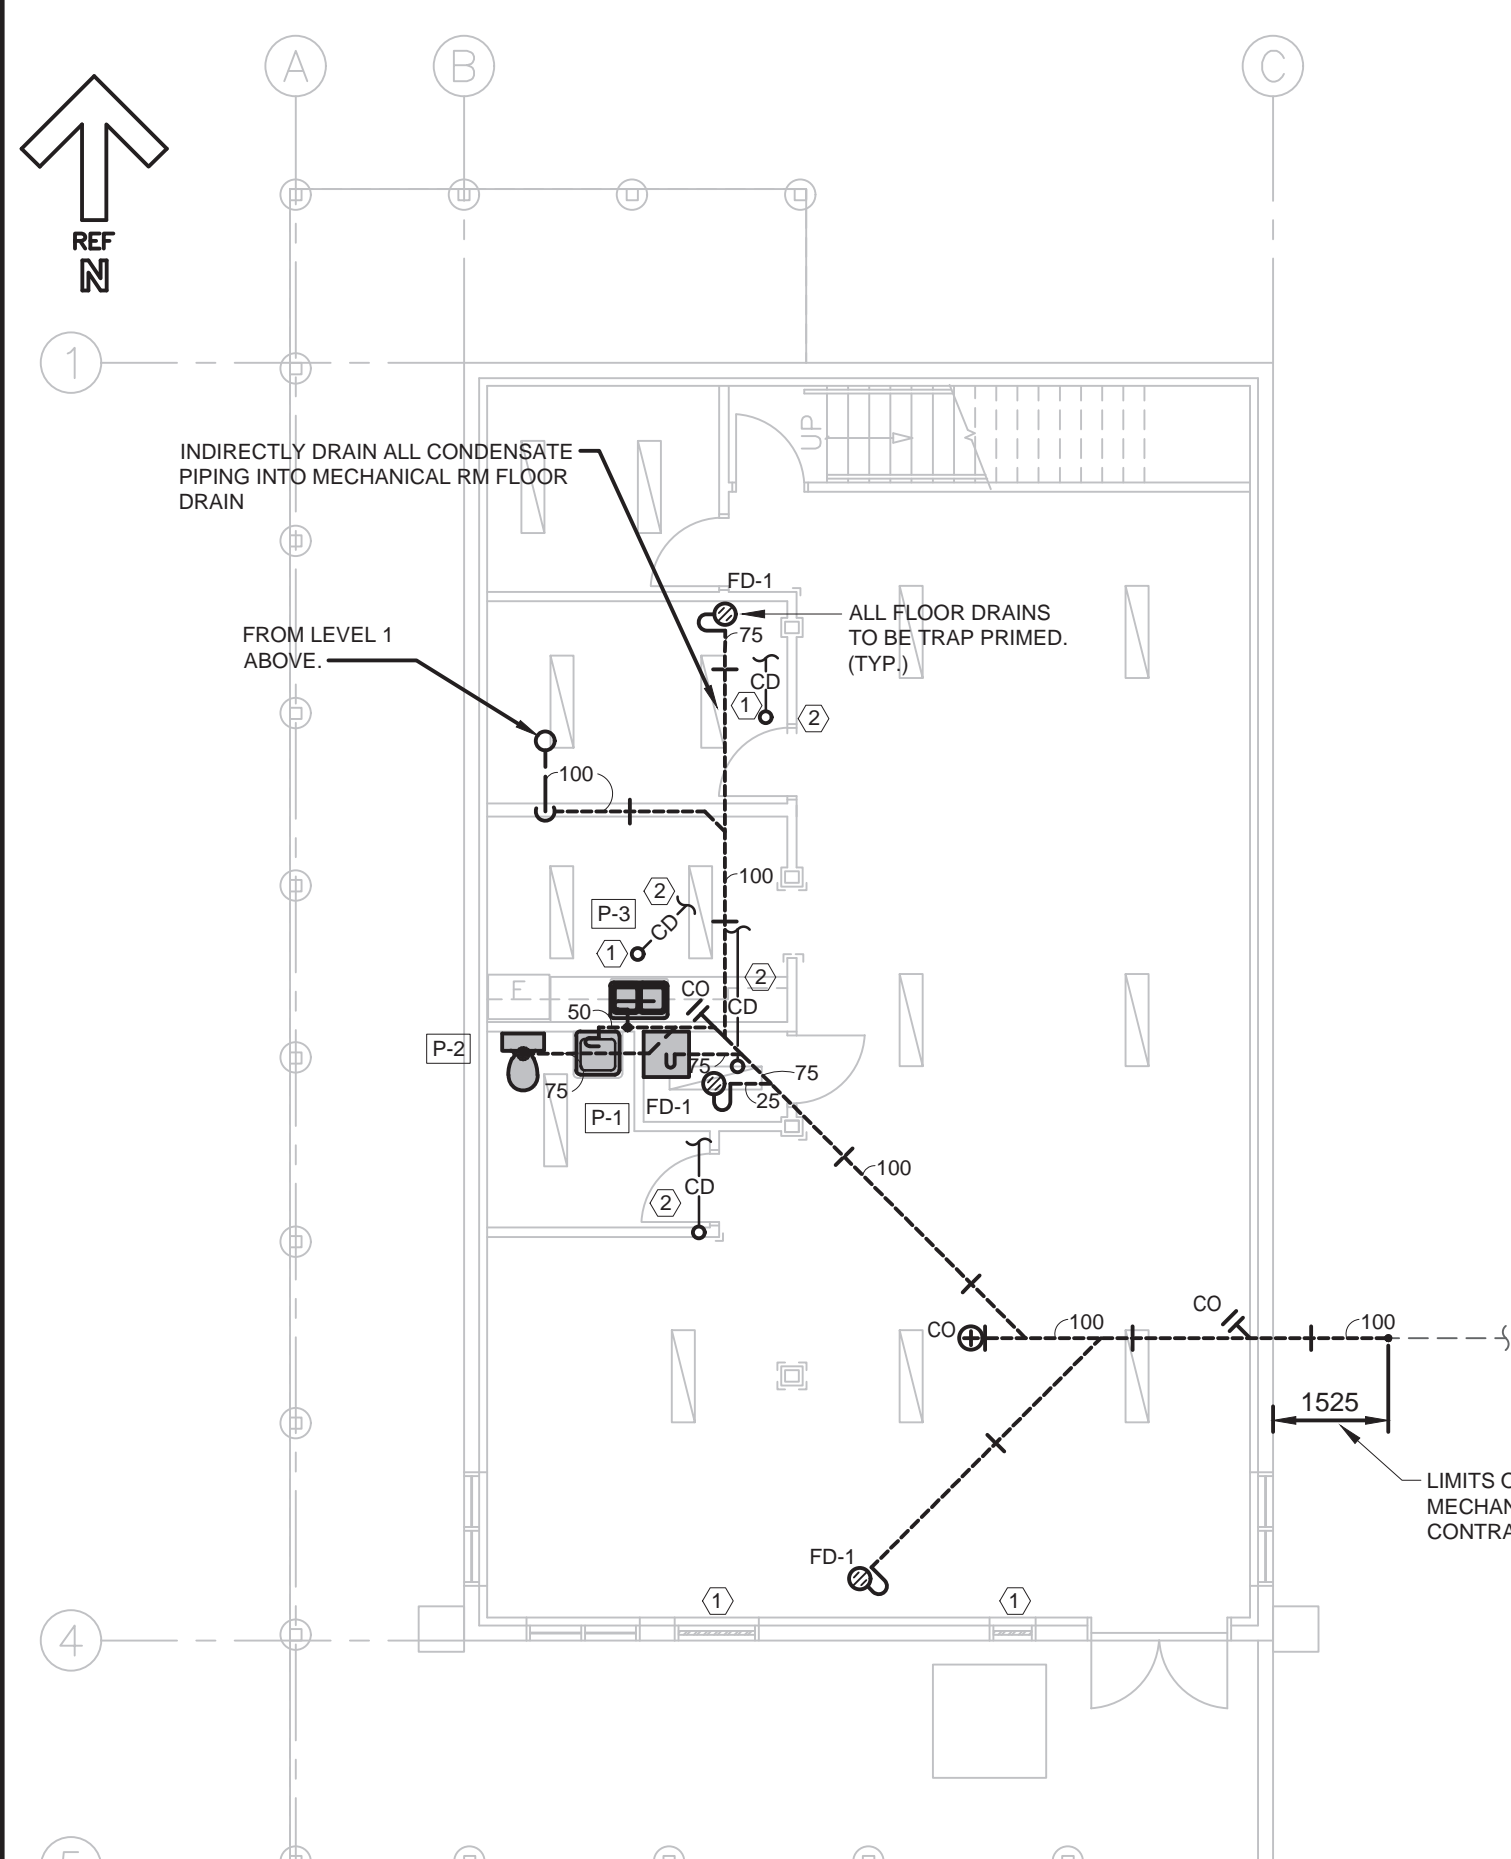 A
B
C
REF
N
1
UP
INDIRECTLY DRAIN ALL CONDENSATE
PIPING INTO MECHANICAL RM FLOOR
DRAIN
FD-1
ALL FLOOR DRAINS
TO BE TRAP PRIMED.
(TYP.)
75
FROM LEVEL 1
ABOVE.
CD
1
2
100
100
2
P-3
CD
1
2
F
CO
CD
50
P-2
75
75
75
25
P-1
FD-1
100
CD
2
CO
100
CO
100
1525
LIMITS O
MECHAN
CONTRA
FD-1
1
1
4
5